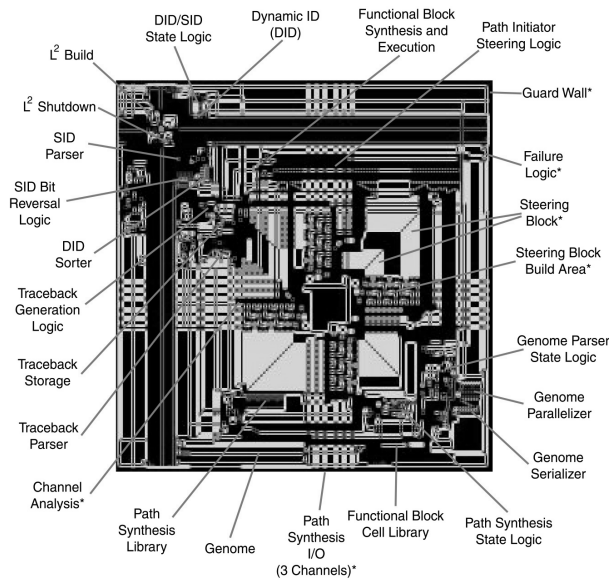 DID/SID
State Logic
Dynamic ID
(DID)
Functional Block
Synthesis and
Execution
Path Initiator
Steering Logic
L2 Build
L2 Shutdown
SID
Parser
SID Bit
Reversal
Logic
DID
Sorter
Traceback
Generation
Logic
Traceback
Storage
Traceback
Parser
Channel
Analysis*
Guard Wall*
Failure
Logic*
Steering
Block*
Steering Block
Build Area*
Genome Parser
State Logic
Genome
Parallelizer
Genome
Serializer
Path
Synthesis
Library
Genome
Path
Synthesis
I/O
(3 Channels)*
Functional Block
Cell Library
Path Synthesis
State Logic